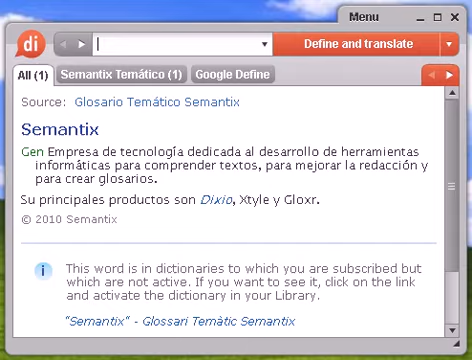 Menu
di
Define and translate
All (1) Semantix Temático (1) Google Define
Source: Glosario Temático Semantix
Semantix
Gen Empresa de tecnología dedicada al desarrollo de herramientas
informáticas para comprender textos, para mejorar la redacción y
para crear glosarios.
Su principales productos son Dixio, Xtyle y Gloxr.
© 2010 Semantix
This word is in dictionaries to which you are subscribed but
which are not active. If you want to see it, click on the link
and activate the dictionary in your Library.
"Semantix" - Glossari Temàtic Semantix